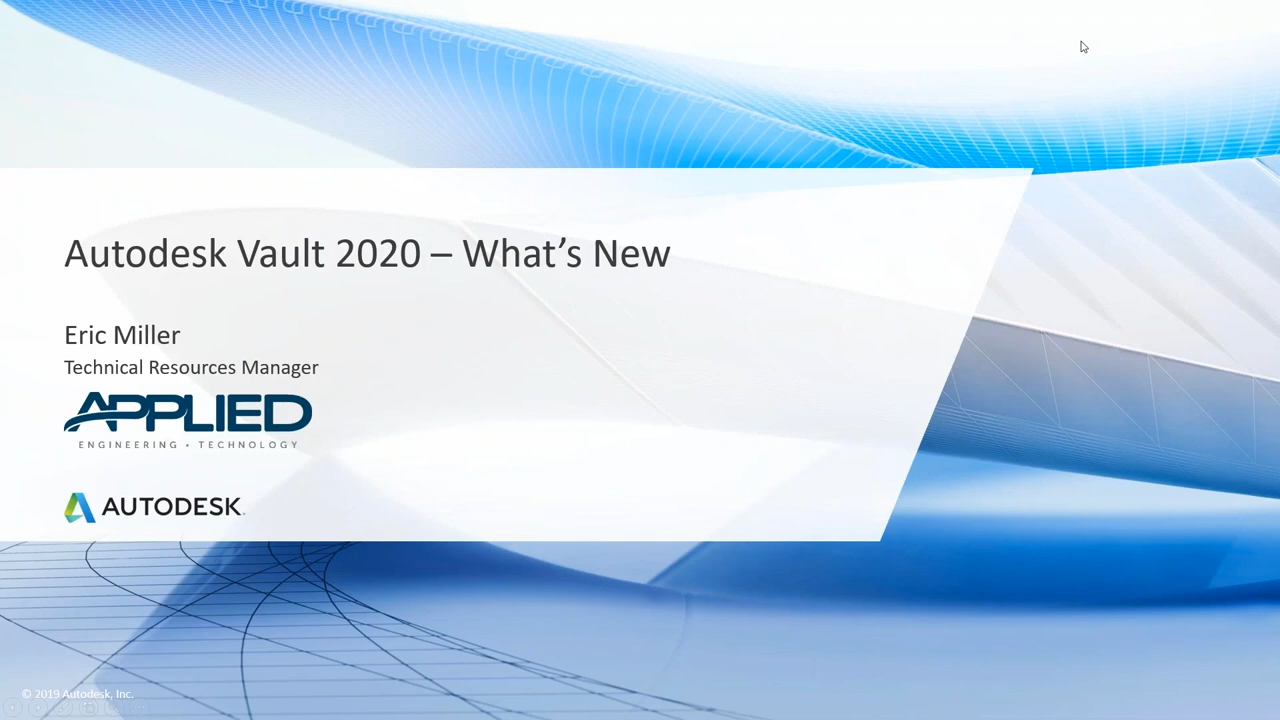 Autodesk Vault 2020 – What's New
Eric Miller
Technical Resources Manager
APPLIED
ENGINEERING • TECHNOLOGY
AUTODESK.
© 2019 Autodesk, Inc.